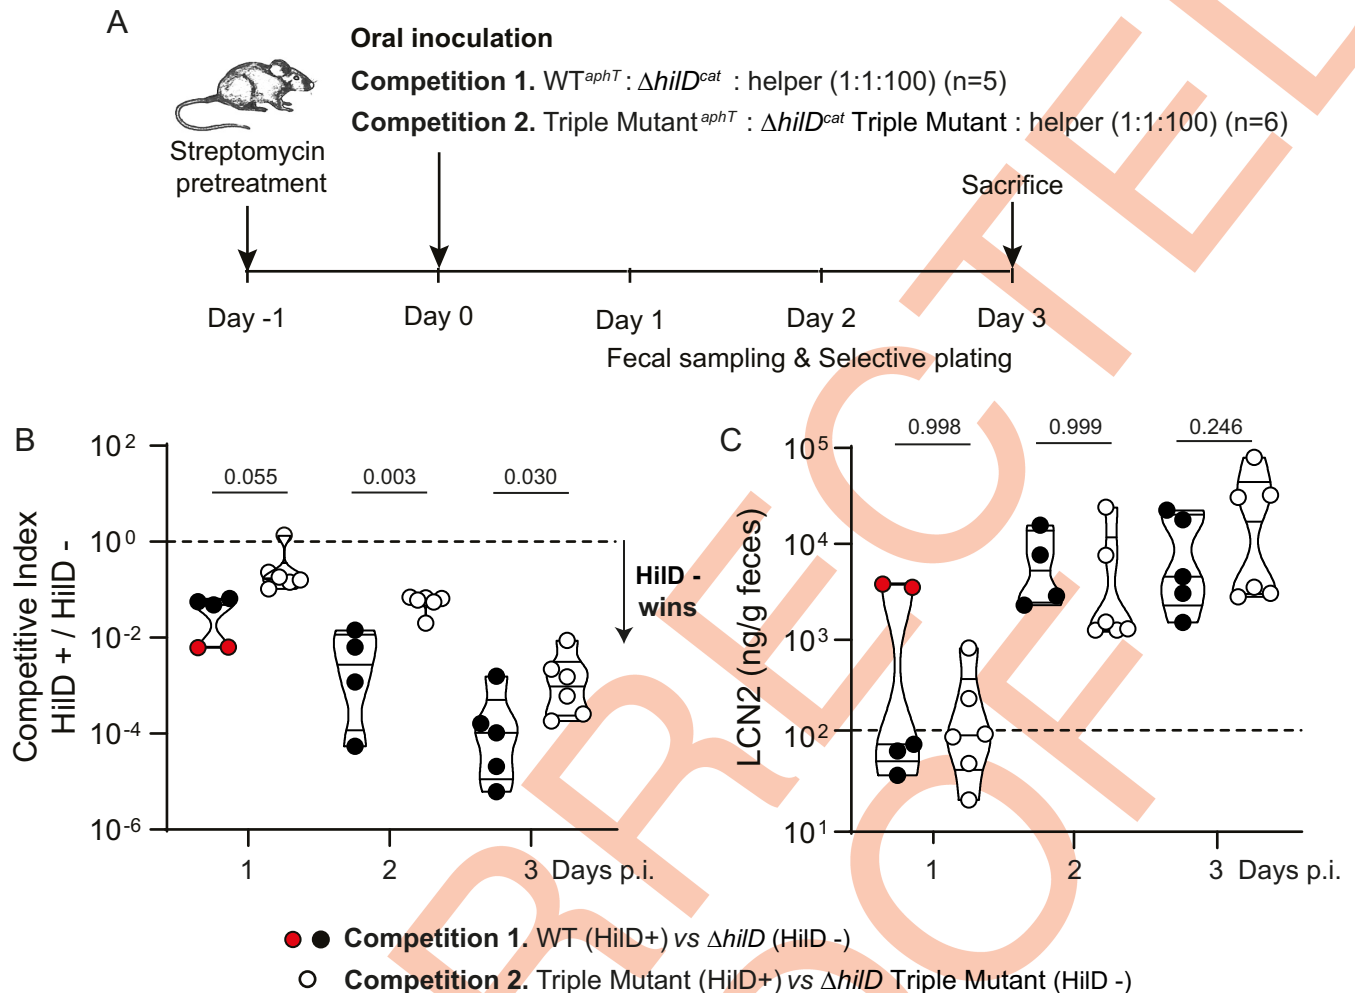 A
Oral inoculation
Competition 1. WT^aphT : ΔhilD^cat : helper (1:1:100) (n=5)
Competition 2. Triple Mutant^aphT : ΔhilD^cat Triple Mutant : helper (1:1:100) (n=6)
Streptomycin
pretreatment
Sacrifice
Day -1
Day 0
Day 1
Day 2
Day 3
Fecal sampling & Selective plating
B
Competitive Index
HilD + / HilD -
10^2
10^0
10^-2
10^-4
10^-6
0.055
0.003
0.030
HilD -
wins
1
2
3
Days p.i.
C
LCN2 (ng/g feces)
10^5
10^4
10^3
10^2
10^1
0.998
0.999
0.246
1
2
3
Days p.i.
Competition 1. WT (HilD+) vs ΔhilD (HilD -)
Competition 2. Triple Mutant (HilD+) vs ΔhilD Triple Mutant (HilD -)
RRECTE
OOF